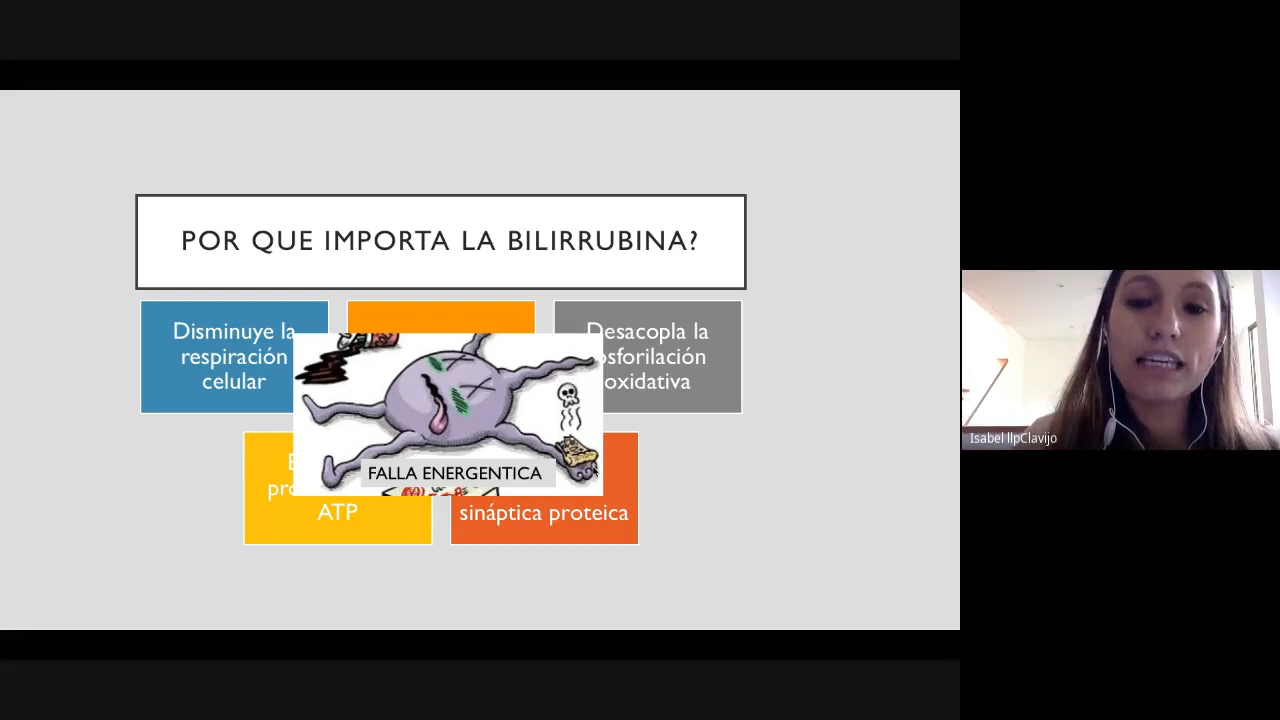 POR QUE IMPORTA LA BILIRRUBINA?
Disminuye la
respiración
celular
Desacopla la
oxidativa
FALLA ENERGENTICA
ATP
sináptica proteica
Isabel llpClavijo